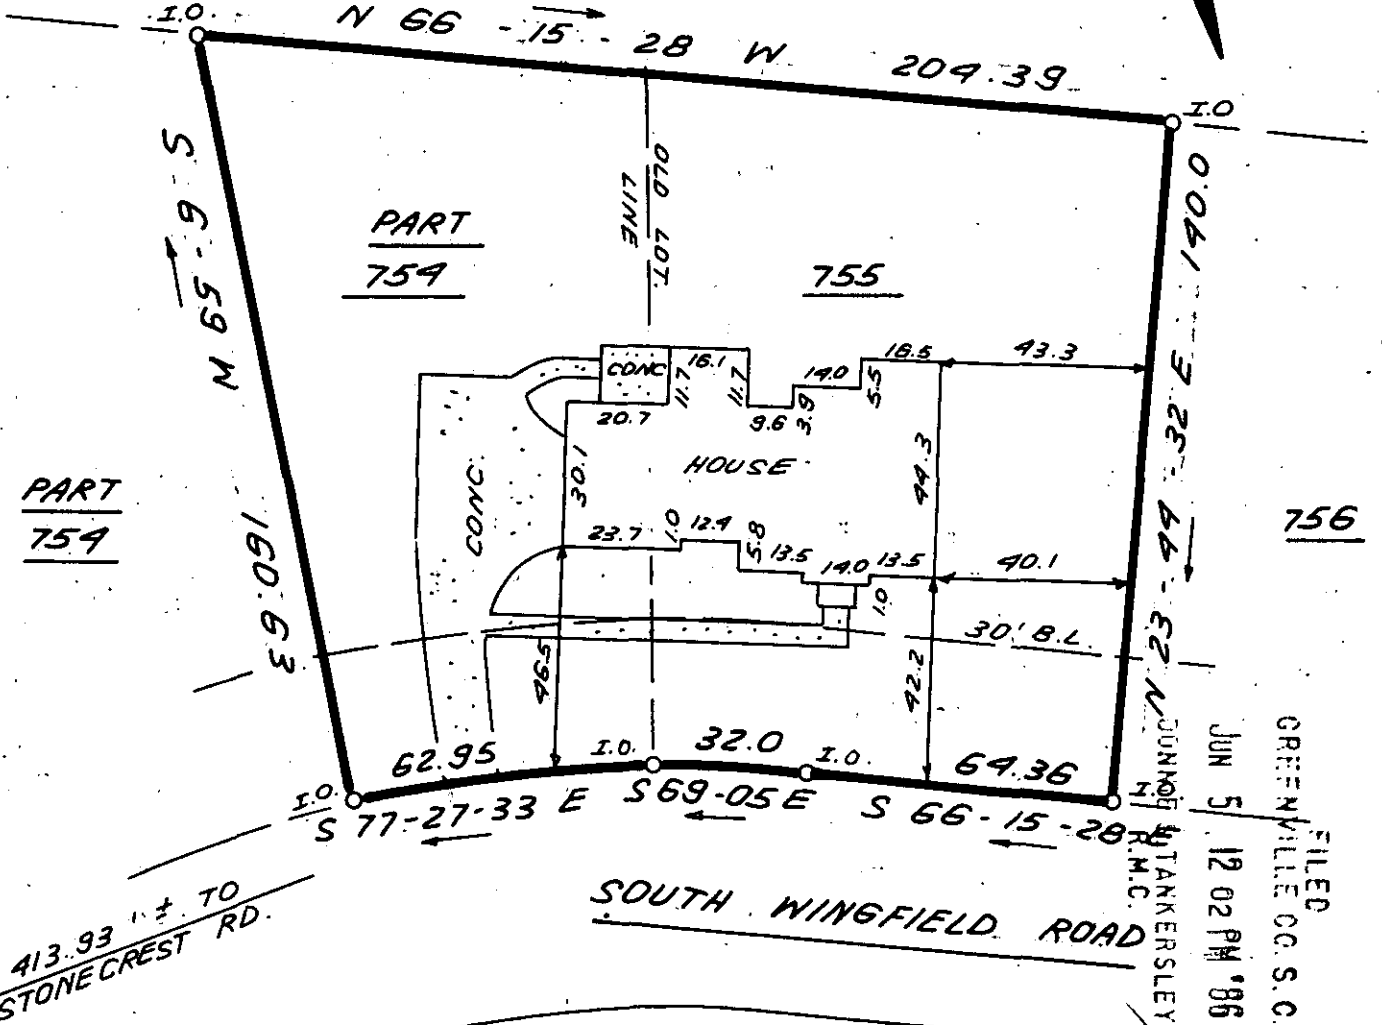 I.O.
N 66 - 15 - 28 W 204.39
I.O
S 6-59 W 160.63
N 23-44-32 E 140.0
PART
754
OLD LOT
LINE
755
CONC
16.1
11.7
11.7
9.6
3.9
14.0
5.5
16.5
43.3
20.7
HOUSE
44.3
30.1
CONC.
PART
754
756
23.7
1.0
12.4
5.8
13.5
14.0
13.5
1.0
40.1
30' B.L.
46.5
42.2
62.95
I.O.
32.0
I.O.
64.36
I.O.
I.O.
S 77-27-33 E
S 69-05 E
S 66-15-28 E
SOUTH WINGFIELD ROAD
413.93 '± TO
STONECREST RD.
FILED
GREENVILLE CO. S.C.
JUN 5 12 02 PM '86
TANKERSLEY
R.M.C.